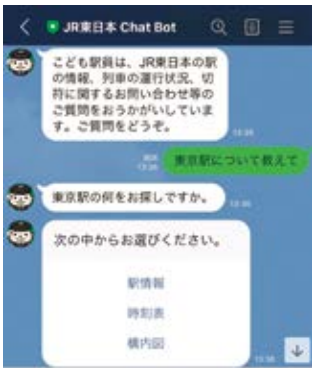 JR東日本 Chat Bot
こども駅員は、JR東日本の駅
の情報、列車の運行状況、切
符に関するお問い合わせ等の
ご質問をおうかがいしていま
す。ご質問をどうぞ。
東京駅について教えて
東京駅の何をお探しですか。
次の中からお選びください。
駅情報
時刻表
構内図